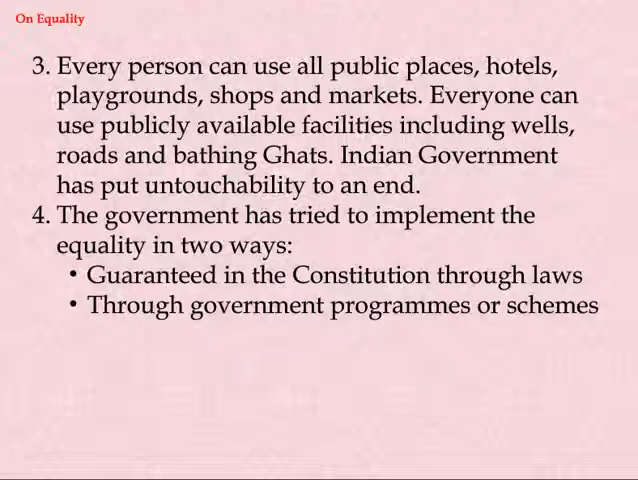 On Equality
3. Every person can use all public places, hotels,
playgrounds, shops and markets. Everyone can
use publicly available facilities including wells,
roads and bathing Ghats. Indian Government
has put untouchability to an end.
4. The government has tried to implement the
equality in two ways:
• Guaranteed in the Constitution through laws
• Through government programmes or schemes